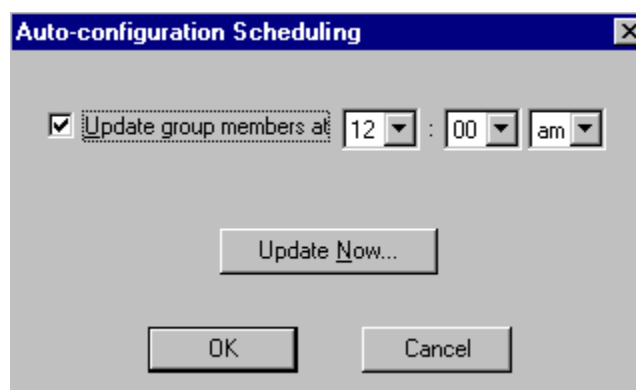 Auto-configuration Scheduling
Update group members at 12 : 00 am
Update Now...
OK Cancel